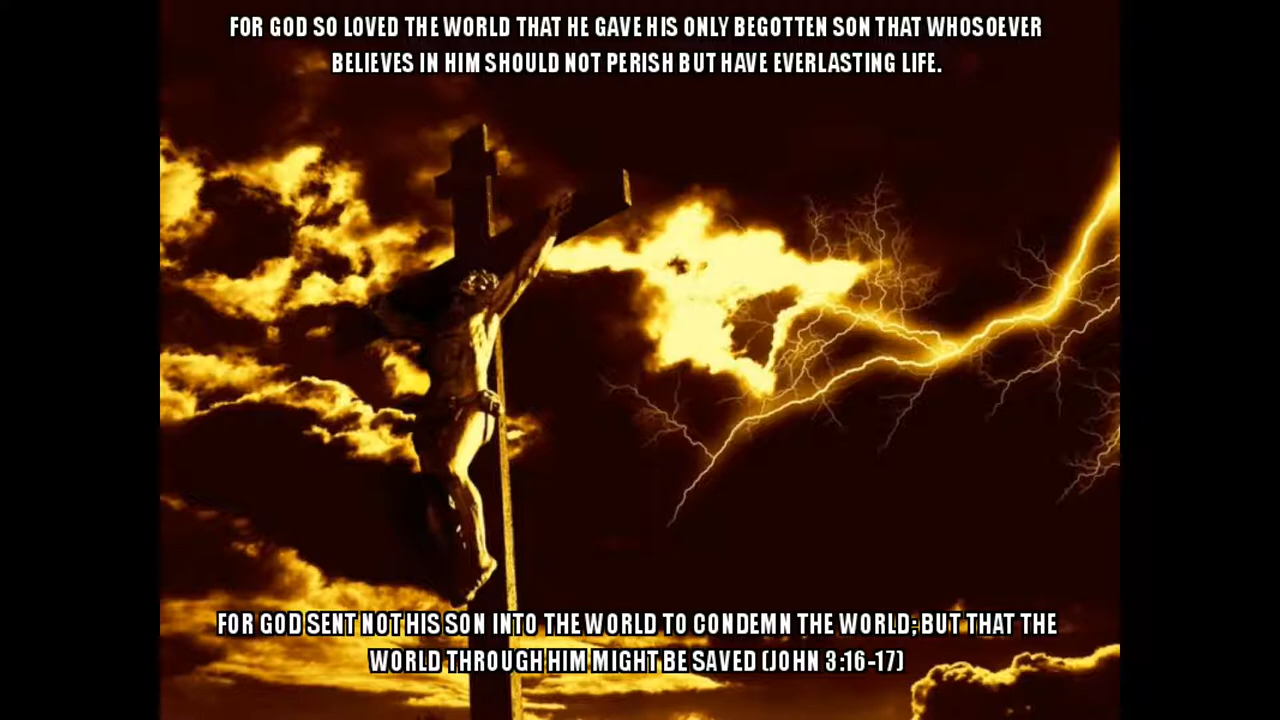 FOR GOD SO LOVED THE WORLD THAT HE GAVE HIS ONLY BEGOTTEN SON THAT WHOSOEVER
BELIEVES IN HIM SHOULD NOT PERISH BUT HAVE EVERLASTING LIFE.
FOR GOD SENT NOT HIS SON INTO THE WORLD TO CONDEMN THE WORLD; BUT THAT THE
WORLD THROUGH HIM MIGHT BE SAVED (JOHN 3:16-17)